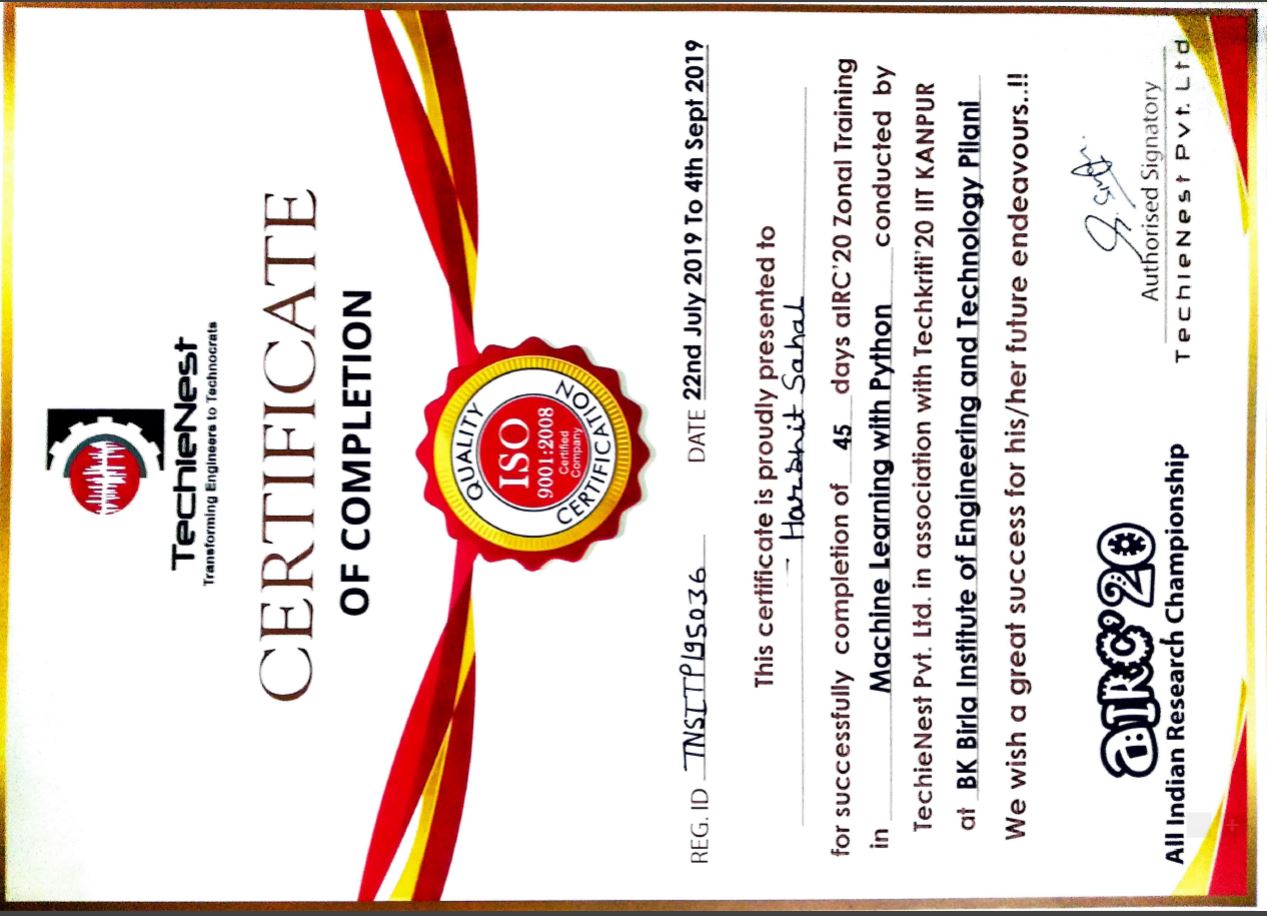 TechieNest
Transforming Engineers to Technocrats
CERTIFICATE
OF COMPLETION
QUALITY
ISO
9001:2008
Certified
Company
CERTIFICATION
REG. ID TNSITP195036 DATE 22nd July 2019 To 4th Sept 2019
This certificate is proudly presented to
Harshit Sahal
for successfully completion of 45 days aIRC'20 Zonal Training
in Machine Learning with Python conducted by
TechieNest Pvt. Ltd. in association with Techkriti'20 IIT KANPUR
at BK Birla Institute of Engineering and Technology Pilani
We wish a great success for his/her future endeavours..!!
aIRC'20
All Indian Research Championship
S. Singh
Authorised Signatory
TechieNest Pvt. Ltd.